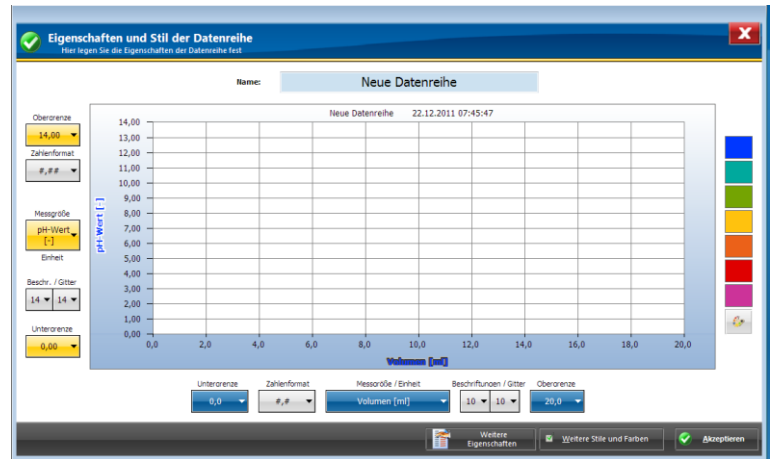 Eigenschaften und Stil der Datenreihe
Hier legen Sie die Eigenschaften der Datenreihe fest
X
Name:
Neue Datenreihe
Neue Datenreihe 22.12.2011 07:45:47
Obergrenze
14,00
Zahlenformat
#,##
Messgröße
pH-Wert
[-]
Einheit
Beschr. / Gitter
14 14
Untergrenze
0,00
pH-Wert [-]
14,00
13,00
12,00
11,00
10,00
9,00
8,00
7,00
6,00
5,00
4,00
3,00
2,00
1,00
0,00
0,0 2,0 4,0 6,0 8,0 10,0 12,0 14,0 16,0 18,0 20,0
Volumen [ml]
Untergrenze Zahlenformat Messgröße / Einheit Beschriftungen / Gitter Obergrenze
0,0 #,# Volumen [ml] 10 10 20,0
Weitere
Eigenschaften
Weitere Stile und Farben
Akzeptieren